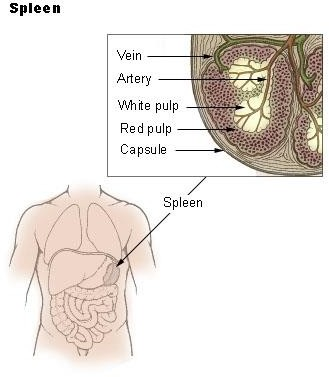 Spleen
Vein
Artery
White pulp
Red pulp
Capsule
Spleen